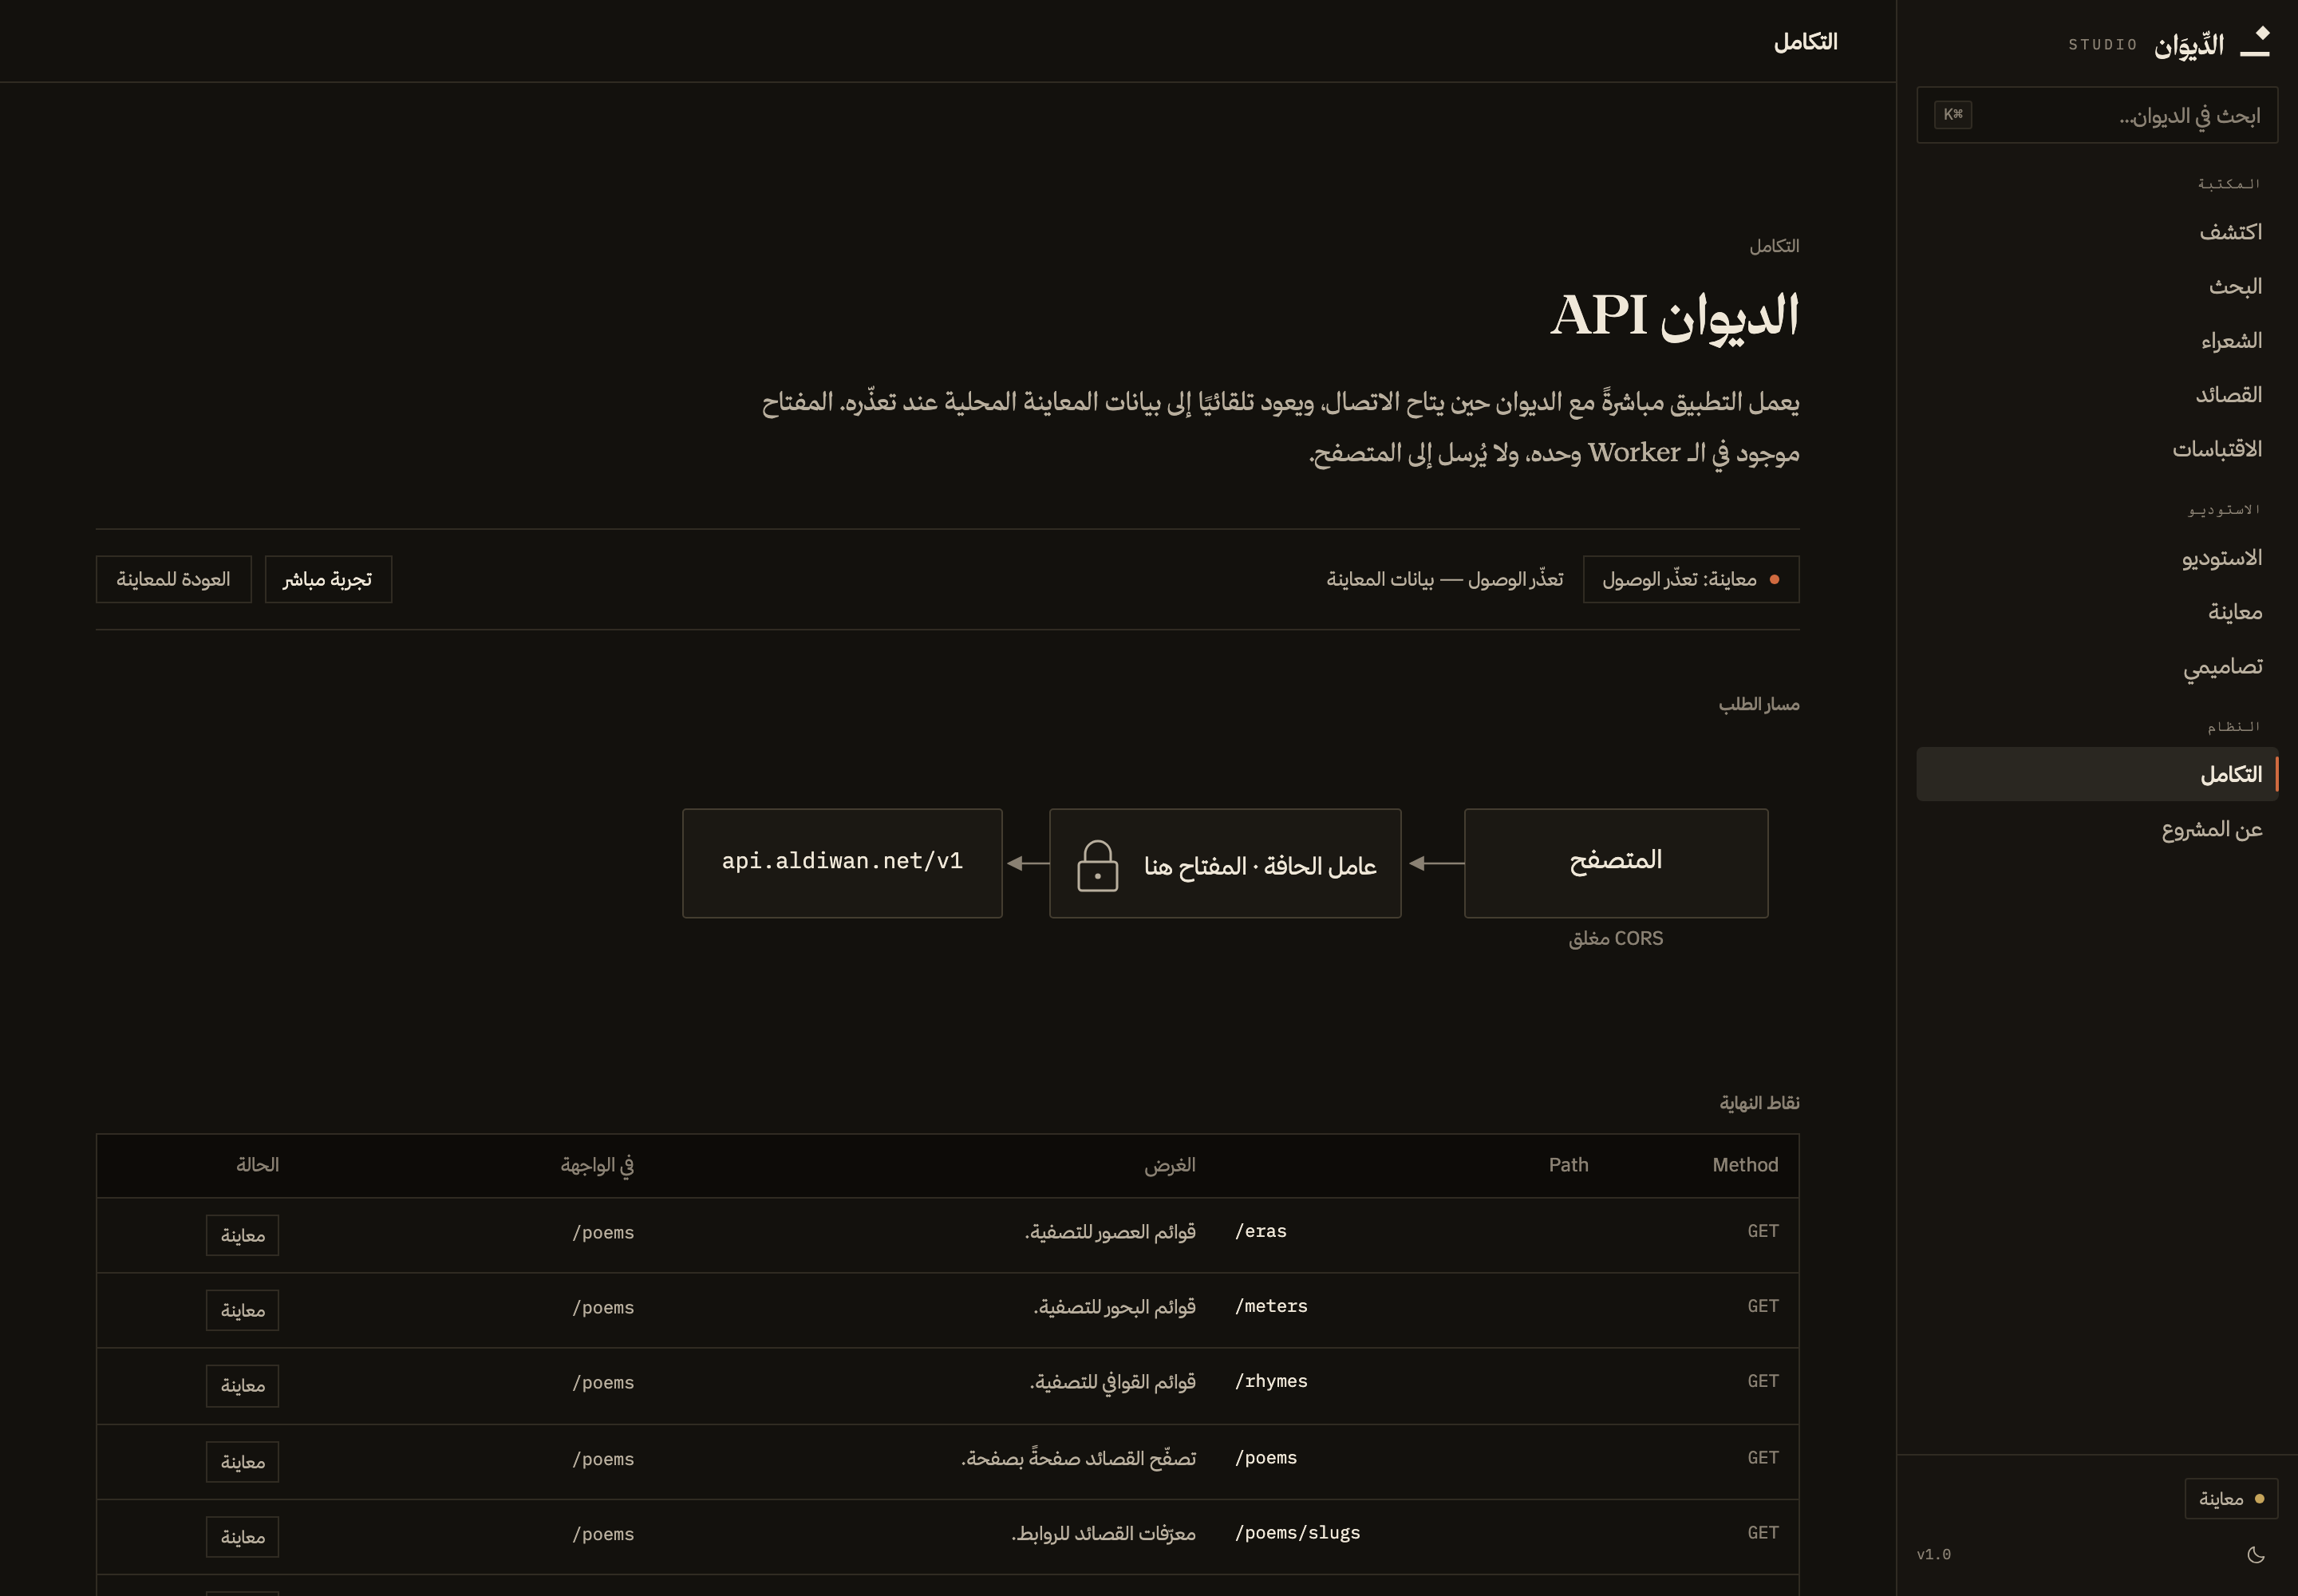 الدِّيوَان STUDIO
ابحث في الديوان... ⌘K
المكتبة
اكتشف
البحث
الشعراء
القصائد
الاقتباسات
الاستوديو
الاستوديو
معاينة
تصاميمي
النظام
التكامل
عن المشروع
معاينة
v1.0
التكامل
التكامل
الديوان API
يعمل التطبيق مباشرةً مع الديوان حين يتاح الاتصال، ويعود تلقائيًا إلى بيانات المعاينة المحلية عند تعذّره. المفتاح
موجود في الـ Worker وحده، ولا يُرسل إلى المتصفح.
معاينة: تعذّر الوصول تعذّر الوصول — بيانات المعاينة تجربة مباشر العودة للمعاينة
مسار الطلب
المتصفح عامل الحافة · المفتاح هنا api.aldiwan.net/v1
CORS مغلق
نقاط النهاية
Method Path الغرض في الواجهة الحالة
GET /eras قوائم العصور للتصفية. /poems معاينة
GET /meters قوائم البحور للتصفية. /poems معاينة
GET /rhymes قوائم القوافي للتصفية. /poems معاينة
GET /poems تصفّح القصائد صفحةً بصفحة. /poems معاينة
GET /poems/slugs معرّفات القصائد للروابط. /poems معاينة